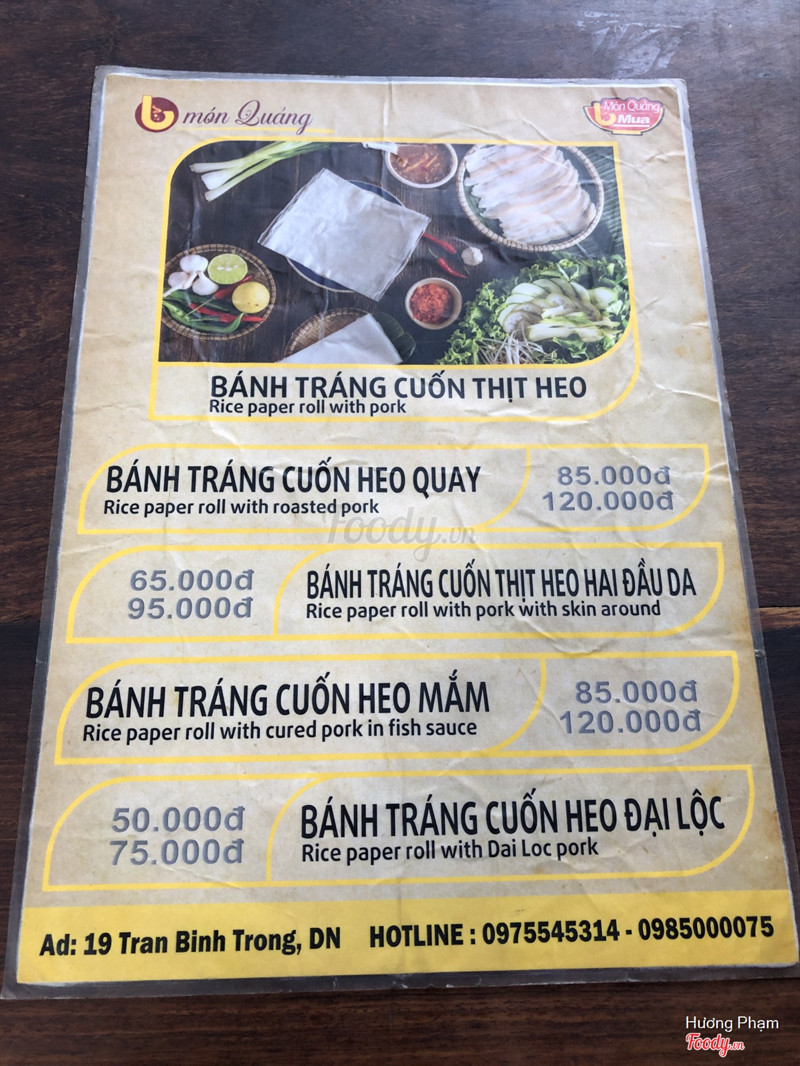 món Quảng
Món Quảng
Mua
BÁNH TRÁNG CUỐN THỊT HEO
Rice paper roll with pork
BÁNH TRÁNG CUỐN HEO QUAY
Rice paper roll with roasted pork
85.000đ
120.000đ
Foody.vn
65.000đ
95.000đ
BÁNH TRÁNG CUỐN THỊT HEO HAI ĐẦU DA
Rice paper roll with pork with skin around
BÁNH TRÁNG CUỐN HEO MẮM
Rice paper roll with cured pork in fish sauce
85.000đ
120.000đ
50.000đ
75.000đ
BÁNH TRÁNG CUỐN HEO ĐẠI LỘC
Rice paper roll with Dai Loc pork
Ad: 19 Tran Binh Trong, DN HOTLINE : 0975545314 - 0985000075
Hương Phạm
Foody.vn